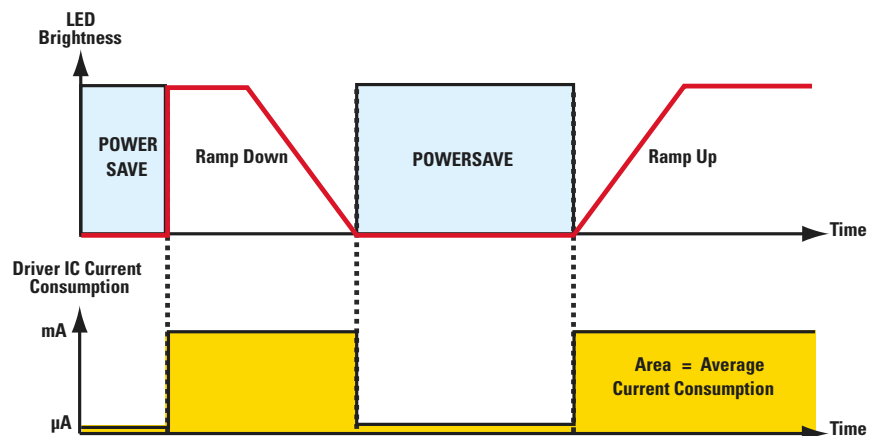 LED
Brightness
POWER
SAVE
Ramp Down
POWERSAVE
Ramp Up
Time
Driver IC Current
Consumption
mA
Area = Average
Current Consumption
µA
Time